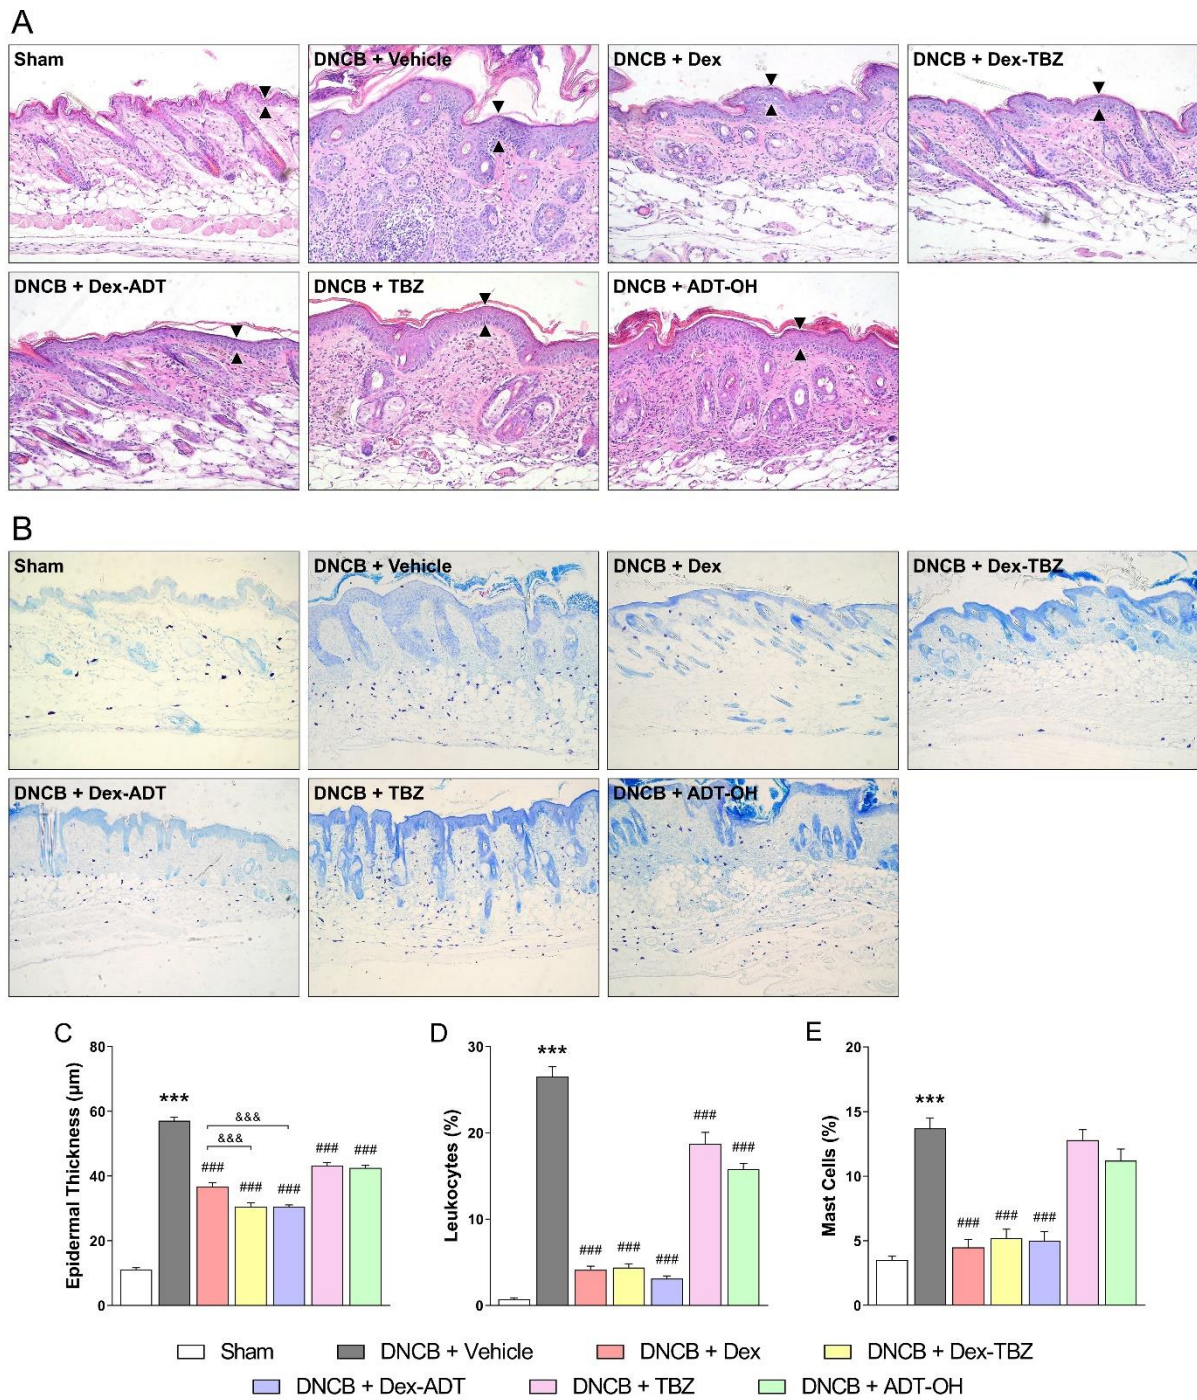 A
Sham
DNCB + Vehicle
DNCB + Dex
DNCB + Dex-TBZ
DNCB + Dex-ADT
DNCB + TBZ
DNCB + ADT-OH
B
Sham
DNCB + Vehicle
DNCB + Dex
DNCB + Dex-TBZ
DNCB + Dex-ADT
DNCB + TBZ
DNCB + ADT-OH
C
Epidermal Thickness (μm)
80
60
40
20
0
***
###
###
###
###
###
&&&
&&&
D
Leukocytes (%)
30
20
10
0
***
###
###
###
###
###
E
Mast Cells (%)
20
15
10
5
0
***
###
###
###
Sham
DNCB + Vehicle
DNCB + Dex
DNCB + Dex-TBZ
DNCB + Dex-ADT
DNCB + TBZ
DNCB + ADT-OH